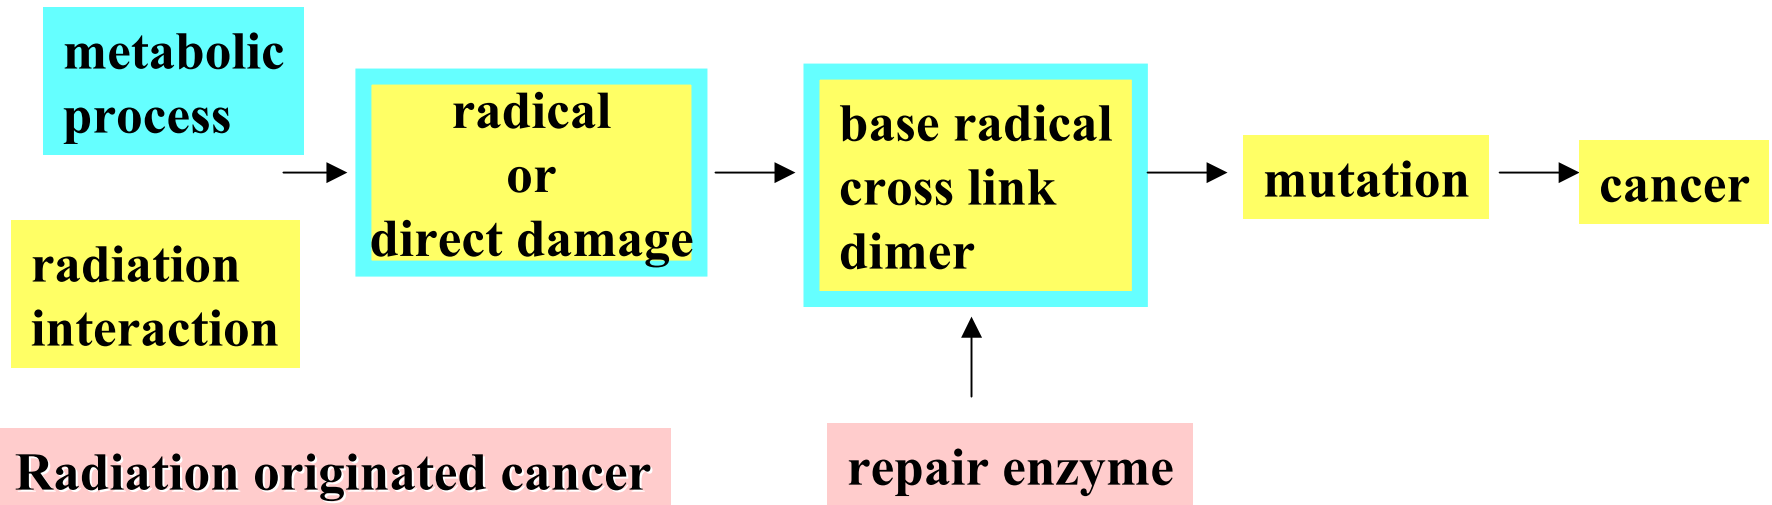 metabolic
process
radiation
interaction
radical
or
direct damage
base radical
cross link
dimer
mutation
cancer
repair enzyme
Radiation originated cancer